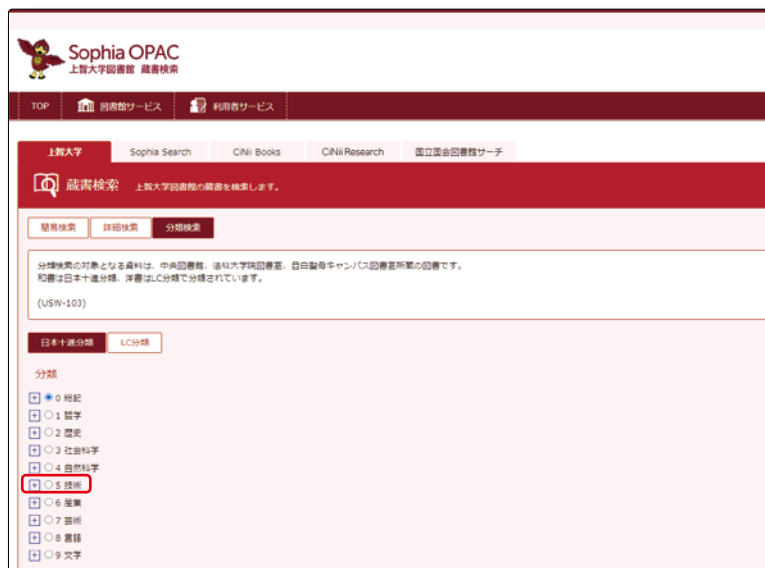 Sophia OPAC
上智大学図書館 蔵書検索
TOP 図書館サービス 利用者サービス
上智大学 Sophia Search CiNii Books CiNii Research 国立国会図書館サーチ
蔵書検索 上智大学図書館の蔵書を検索します。
簡易検索 詳細検索 分類検索
分類検索の対象となる資料は、中央図書館、法科大学院図書室、目白聖母キャンパス図書室所蔵の図書です。
和書は日本十進分類、洋書はLC分類で分類されています。
(USW-103)
日本十進分類 LC分類
分類
0 総記
1 哲学
2 歴史
3 社会科学
4 自然科学
5 技術
6 産業
7 芸術
8 言語
9 文学